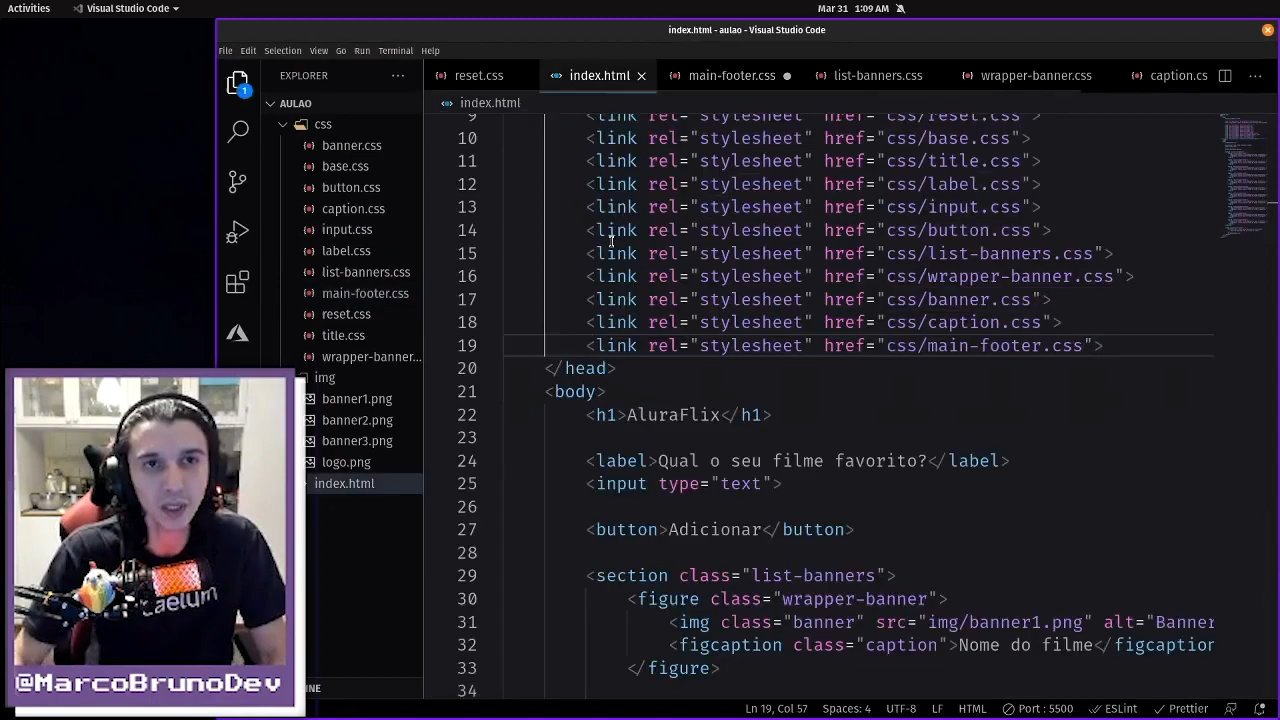 Activities
Visual Studio Code
Mar 31 1:09 AM
index.html - aulao - Visual Studio Code
File Edit Selection View Go Run Terminal Help
1
EXPLORER
reset.css
index.html
main-footer.css
list-banners.css
wrapper-banner.css
caption.cs
AULAO
index.html
css
banner.css
base.css
button.css
caption.css
input.css
label.css
list-banners.css
main-footer.css
reset.css
title.css
wrapper-banner...
img
banner1.png
banner2.png
banner3.png
logo.png
index.html
9 <link rel="stylesheet" href="css/reset.css">
10 <link rel="stylesheet" href="css/base.css">
11 <link rel="stylesheet" href="css/title.css">
12 <link rel="stylesheet" href="css/label.css">
13 <link rel="stylesheet" href="css/input.css">
14 <link rel="stylesheet" href="css/button.css">
15 <link rel="stylesheet" href="css/list-banners.css">
16 <link rel="stylesheet" href="css/wrapper-banner.css">
17 <link rel="stylesheet" href="css/banner.css">
18 <link rel="stylesheet" href="css/caption.css">
19 <link rel="stylesheet" href="css/main-footer.css">
20 </head>
21 <body>
22 <h1>AluraFlix</h1>
23
24 <label>Qual o seu filme favorito?</label>
25 <input type="text">
26
27 <button>Adicionar</button>
28
29 <section class="list-banners">
30 <figure class="wrapper-banner">
31 <img class="banner" src="img/banner1.png" alt="Banner
32 <figcaption class="caption">Nome do filme</figcaption
33 </figure>
34
caelum
@MarcoBrunoDev
INE
Ln 19, Col 57 Spaces: 4 UTF-8 LF HTML Port : 5500 ESLint Prettier